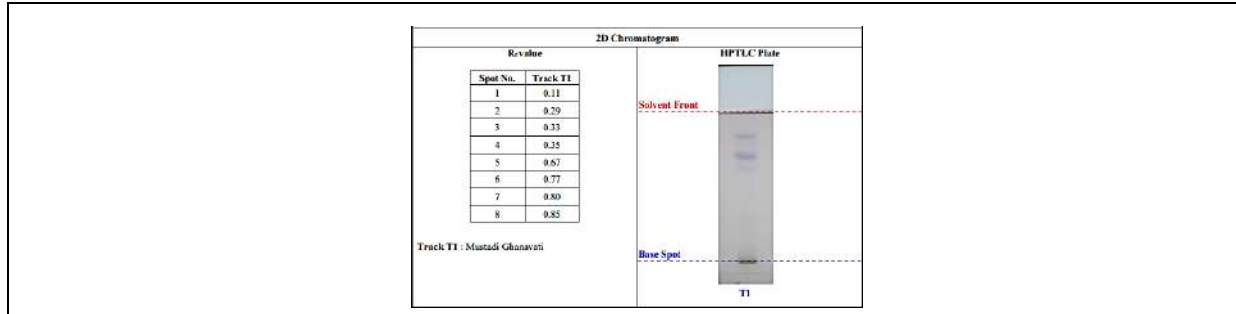 2D Chromatogram
Rf value
HPTLC Plate
Spot No. Track T1
1 0.11
2 0.29
3 0.33
4 0.35
5 0.67
6 0.77
7 0.80
8 0.85
Track T1 : Mustadi Ghanavati
Solvent Front
Base Spot
T1